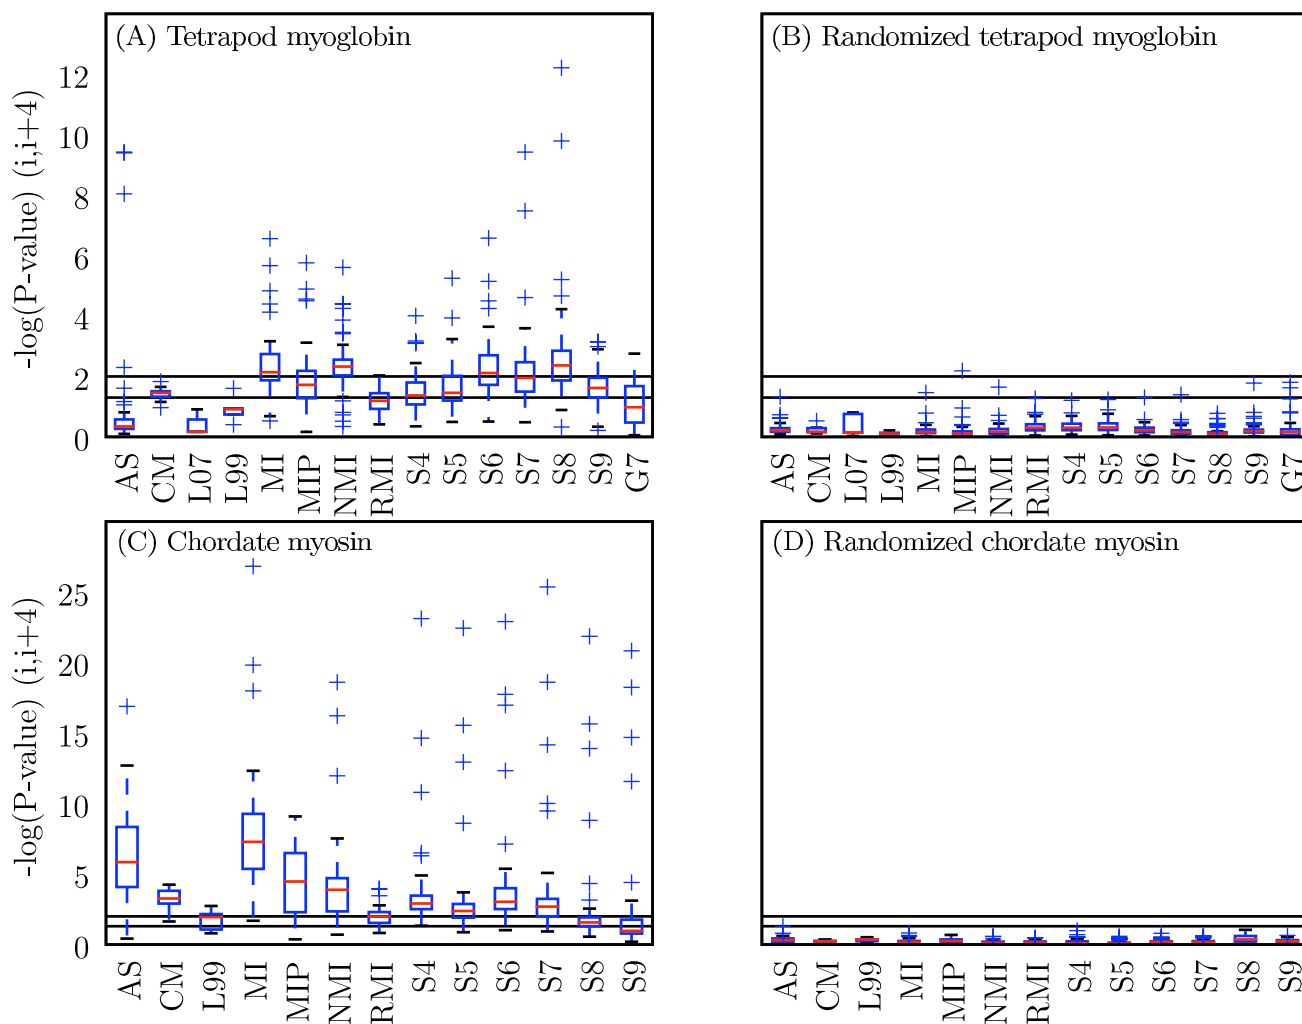 (A) Tetrapod myoglobin
-log(P-value) (i,i+4)
12
10
8
6
4
2
0
AS CM L07 L99 MI MIP NMI RMI S4 S5 S6 S7 S8 S9 G7
(B) Randomized tetrapod myoglobin
AS CM L07 L99 MI MIP NMI RMI S4 S5 S6 S7 S8 S9 G7
(C) Chordate myosin
-log(P-value) (i,i+4)
25
20
15
10
5
0
AS CM L99 MI MIP NMI RMI S4 S5 S6 S7 S8 S9
(D) Randomized chordate myosin
AS CM L99 MI MIP NMI RMI S4 S5 S6 S7 S8 S9